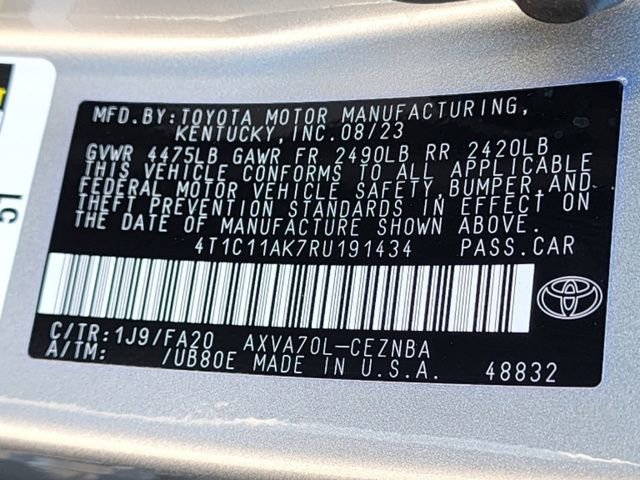 MFD.BY:TOYOTA MOTOR MANUFACTURING,
KENTUCKY, INC.08/23
GVWR 4475LB GAWR FR 2490LB RR 2420LB
THIS VEHICLE CONFORMS TO ALL APPLICABLE
FEDERAL MOTOR VEHICLE SAFETY BUMPER,AND
THEFT PREVENTION STANDARDS IN EFFECT ON
THE DATE OF MANUFACTURE SHOWN ABOVE.
4T1C11AK7RU191434 PASS.CAR
C/TR:1J9/FA20 AXVA70L-CEZNBA
A/TM: /UB80E MADE IN U.S.A. 48832